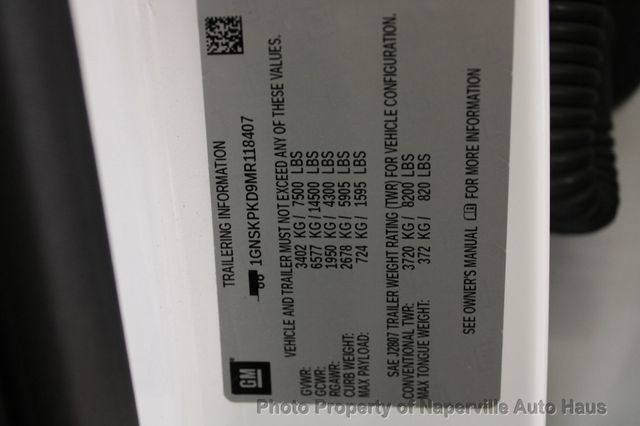 GM
TRAILERING INFORMATION
1GNSKPKD9MR118407
VEHICLE AND TRAILER MUST NOT EXCEED ANY OF THESE VALUES.
GVWR: 3402 KG / 7500 LBS
GCWR: 6577 KG / 14500 LBS
RGAWR: 1950 KG / 4300 LBS
CURB WEIGHT: 2678 KG / 5905 LBS
MAX PAYLOAD: 724 KG / 1595 LBS
SAE J2807 TRAILER WEIGHT RATING (TWR) FOR VEHICLE CONFIGURATION.
CONVENTIONAL TWR: 3720 KG / 8200 LBS
MAX TONGUE WEIGHT: 372 KG / 820 LBS
SEE OWNER'S MANUAL FOR MORE INFORMATION
Photo Property of Naperville Auto Haus